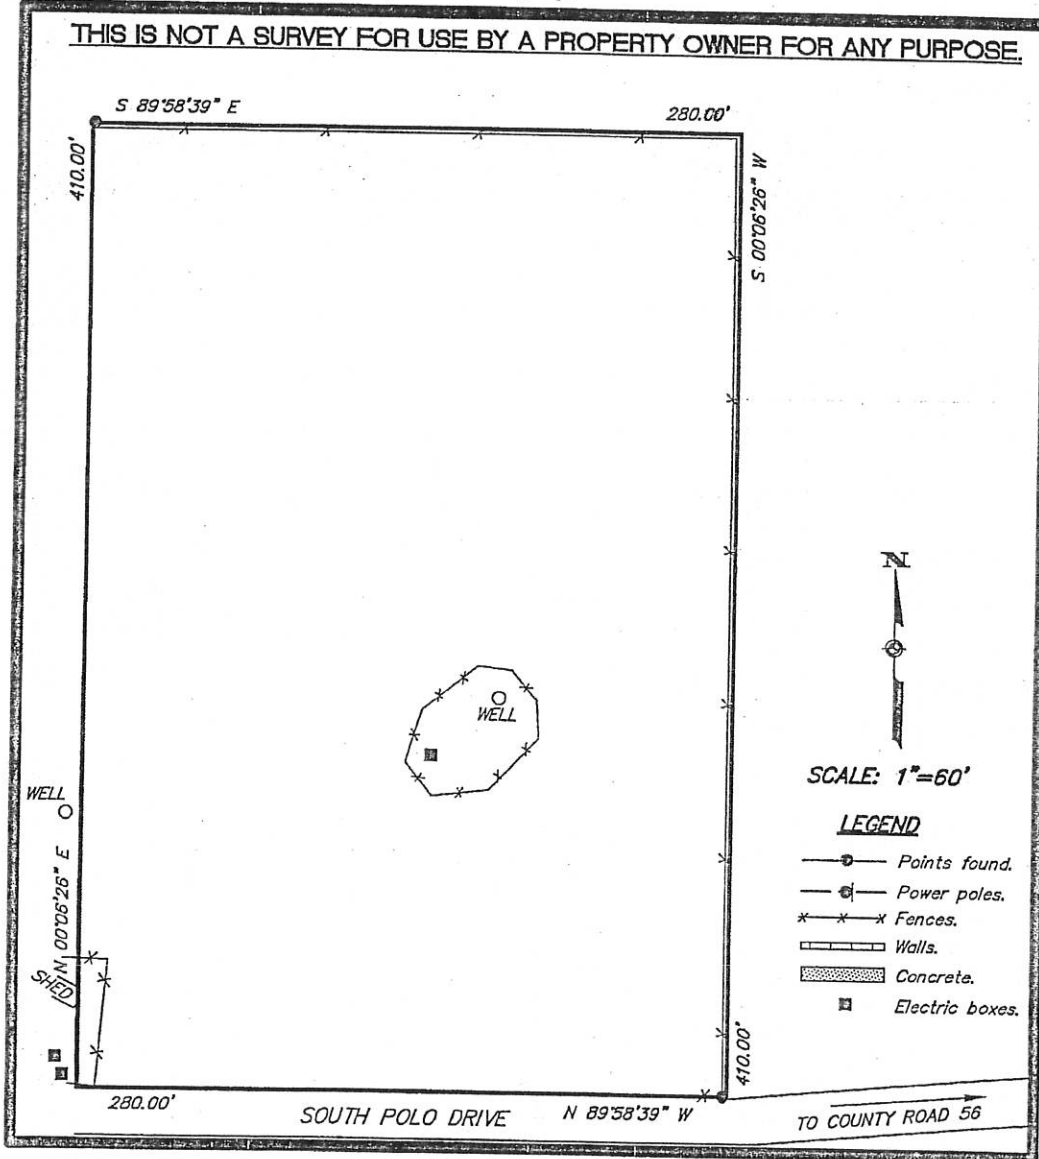 THIS IS NOT A SURVEY FOR USE BY A PROPERTY OWNER FOR ANY PURPOSE.
S 89°58'39" E
280.00'
410.00'
S 00°06'26" W
N
WELL
SCALE: 1"=60'
WELL
LEGEND
Points found.
Power poles.
Fences.
Walls.
Concrete.
Electric boxes.
N 00°06'26" E
SHED
410.00'
280.00'
SOUTH POLO DRIVE
N 89°58'39" W
TO COUNTY ROAD 56